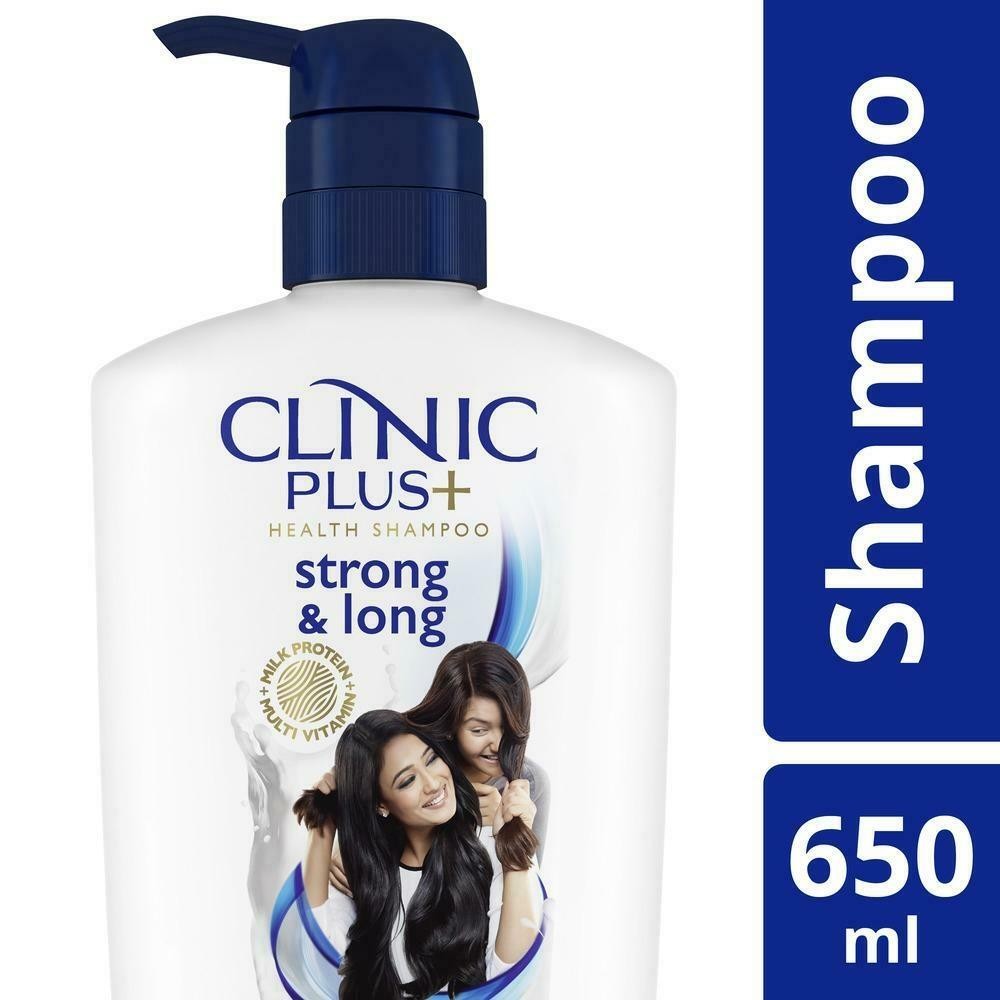 CLINIC
PLUS+
HEALTH SHAMPOO
strong
& long
+ MILK PROTEIN +
MULTI VITAMIN
Shampoo
650
ml